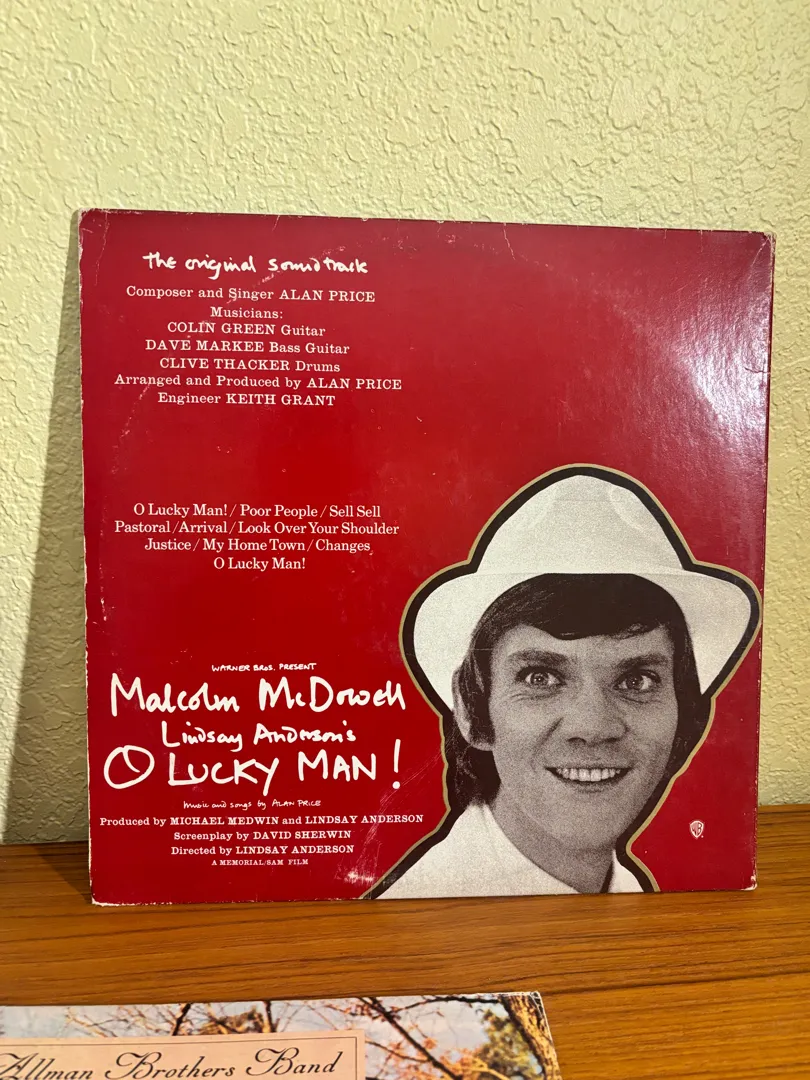 The original soundtrack
Composer and Singer ALAN PRICE
Musicians:
COLIN GREEN Guitar
DAVE MARKEE Bass Guitar
CLIVE THACKER Drums
Arranged and Produced by ALAN PRICE
Engineer KEITH GRANT
O Lucky Man! / Poor People / Sell Sell
Pastoral / Arrival / Look Over Your Shoulder
Justice / My Home Town / Changes
O Lucky Man!
WARNER BROS. PRESENT
Malcolm McDowell
Lindsay Anderson's
O LUCKY MAN!
music and songs by ALAN PRICE
Produced by MICHAEL MEDWIN and LINDSAY ANDERSON
Screenplay by DAVID SHERWIN
Directed by LINDSAY ANDERSON
A MEMORIAL/SAM FILM
WB
Allman Brothers Band